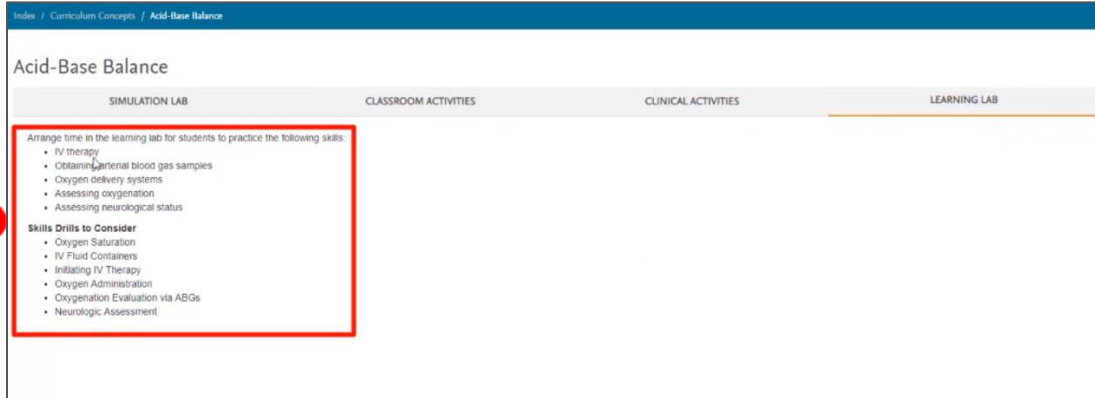 Index / Curriculum Concepts / Acid-Base Balance
Acid-Base Balance
SIMULATION LAB CLASSROOM ACTIVITIES CLINICAL ACTIVITIES LEARNING LAB
Arrange time in the learning lab for students to practice the following skills:
• IV therapy
• Obtaining arterial blood gas samples
• Oxygen delivery systems
• Assessing oxygenation
• Assessing neurological status
Skills Drills to Consider
• Oxygen Saturation
• IV Fluid Containers
• Initiating IV Therapy
• Oxygen Administration
• Oxygenation Evaluation via ABGs
• Neurologic Assessment